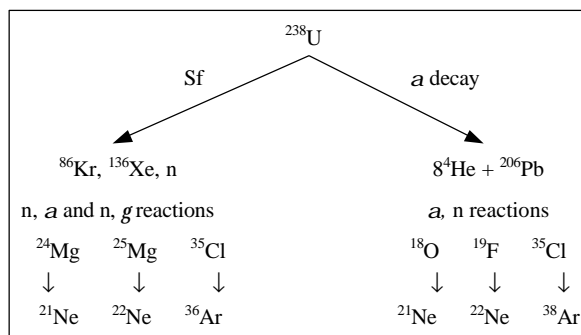 ²³⁸U
Sf a decay
⁸⁶Kr, ¹³⁶Xe, n 8⁴He + ²⁰⁶Pb
n, a and n, g reactions a, n reactions
²⁴Mg ²⁵Mg ³⁵Cl ¹⁸O ¹⁹F ³⁵Cl
↓ ↓ ↓ ↓ ↓ ↓
²¹Ne ²²Ne ³⁶Ar ²¹Ne ²²Ne ³⁸Ar